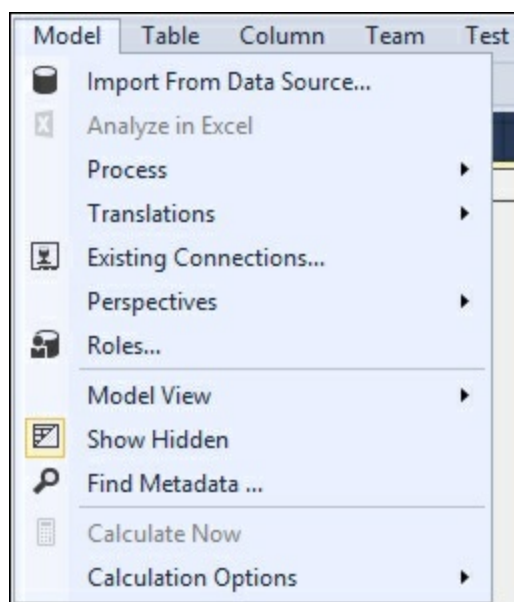 Model Table Column Team Test
Import From Data Source...
Analyze in Excel
Process
Translations
Existing Connections...
Perspectives
Roles...
Model View
Show Hidden
Find Metadata ...
Calculate Now
Calculation Options